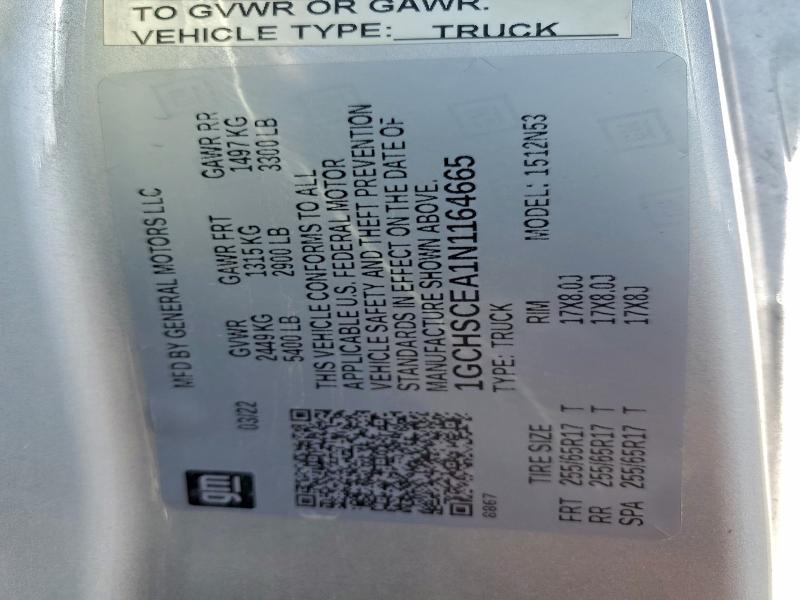 TO GVWR OR GAWR.
VEHICLE TYPE: TRUCK
MFD BY GENERAL MOTORS LLC
gm 03/22 GVWR GAWR FRT GAWR RR
2449 KG 1315 KG 1497 KG
5400 LB 2900 LB 3300 LB
THIS VEHICLE CONFORMS TO ALL
APPLICABLE U.S. FEDERAL MOTOR
VEHICLE SAFETY AND THEFT PREVENTION
STANDARDS IN EFFECT ON THE DATE OF
MANUFACTURE SHOWN ABOVE.
1GCHSCEA1N1164665
6867 TYPE: TRUCK MODEL: 1512N53
TIRE SIZE RIM
FRT 255/65R17 T 17X8.0J
RR 255/65R17 T 17X8.0J
SPA 255/65R17 T 17X8J